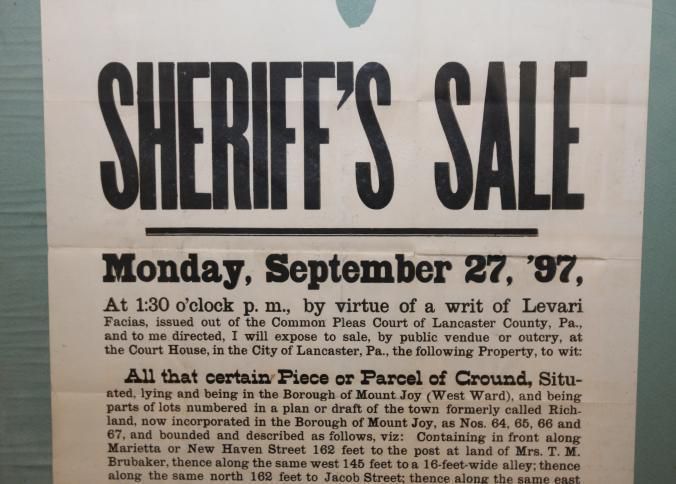 SHERIFF'S SALE
Monday, September 27, '97,
At 1:30 o'clock p. m., by virtue of a writ of Levari
Facias, issued out of the Common Pleas Court of Lancaster County, Pa.,
and to me directed, I will expose to sale, by public vendue or outcry, at
the Court House, in the City of Lancaster, Pa., the following Property, to wit:
All that certain Piece or Parcel of Ground, Situ-
ated, lying and being in the Borough of Mount Joy (West Ward), and being
parts of lots numbered in a plan or draft of the town formerly called Rich-
land, now incorporated in the Borough of Mount Joy, as Nos. 64, 65, 66 and
67, and bounded and described as follows, viz: Containing in front along
Marietta or New Haven Street 162 feet to the post at land of Mrs. T. M.
Brubaker, thence along the same west 145 feet to a 16-feet-wide alley; thence
along the same north 162 feet to Jacob Street; thence along the same east